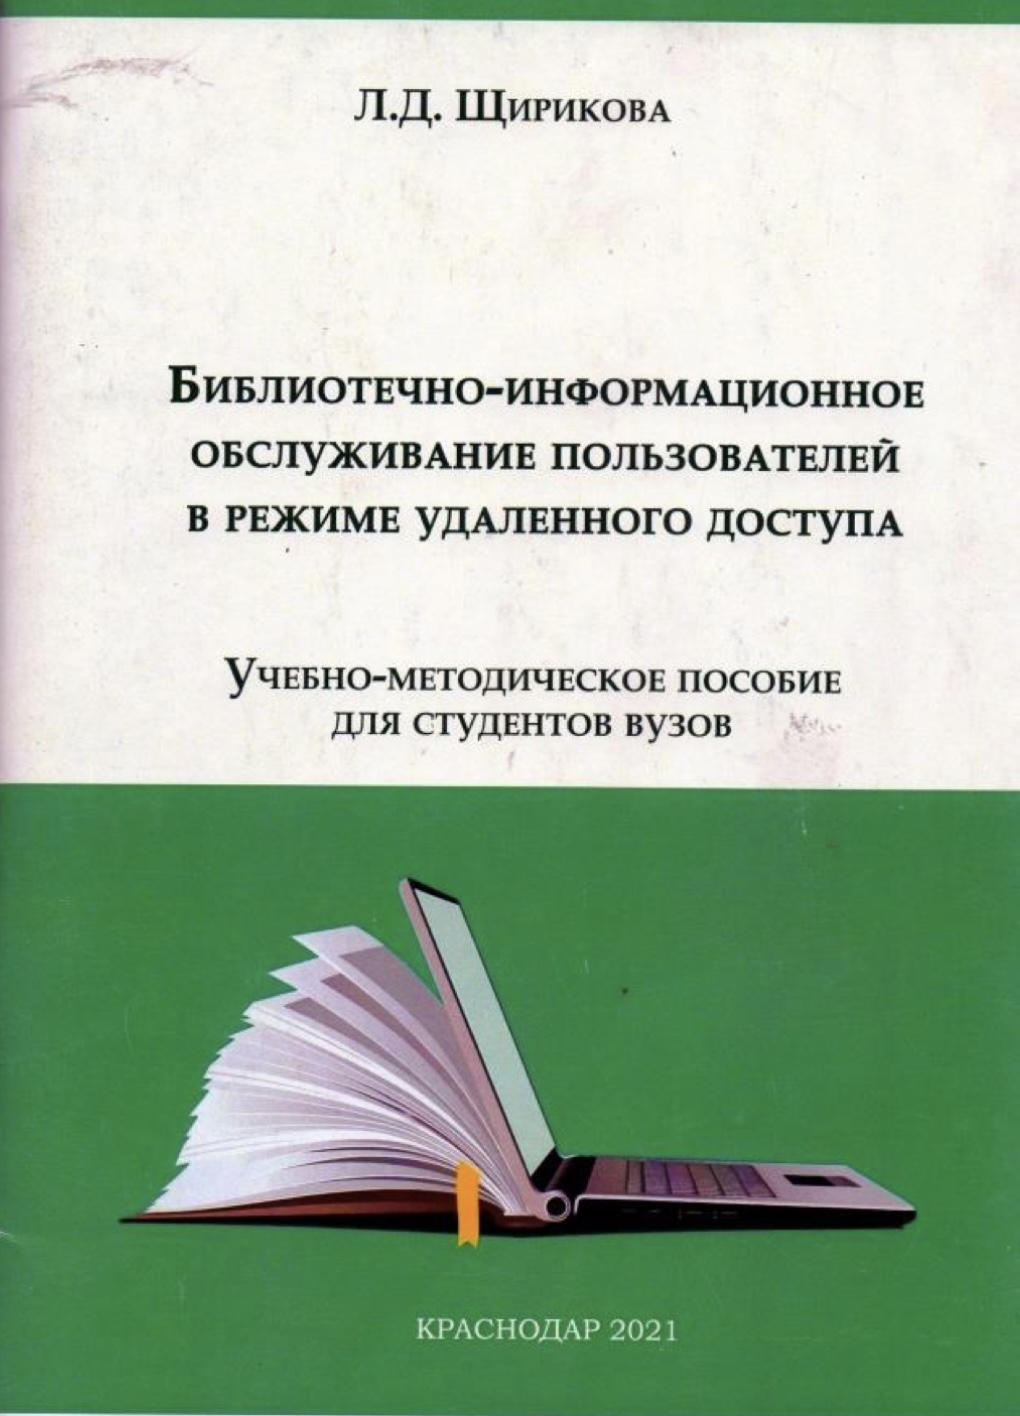 Л.Д. Щирикова
Библиотечно-информационное
обслуживание пользователей
в режиме удаленного доступа
Учебно-методическое пособие
для студентов вузов
КРАСНОДАР 2021